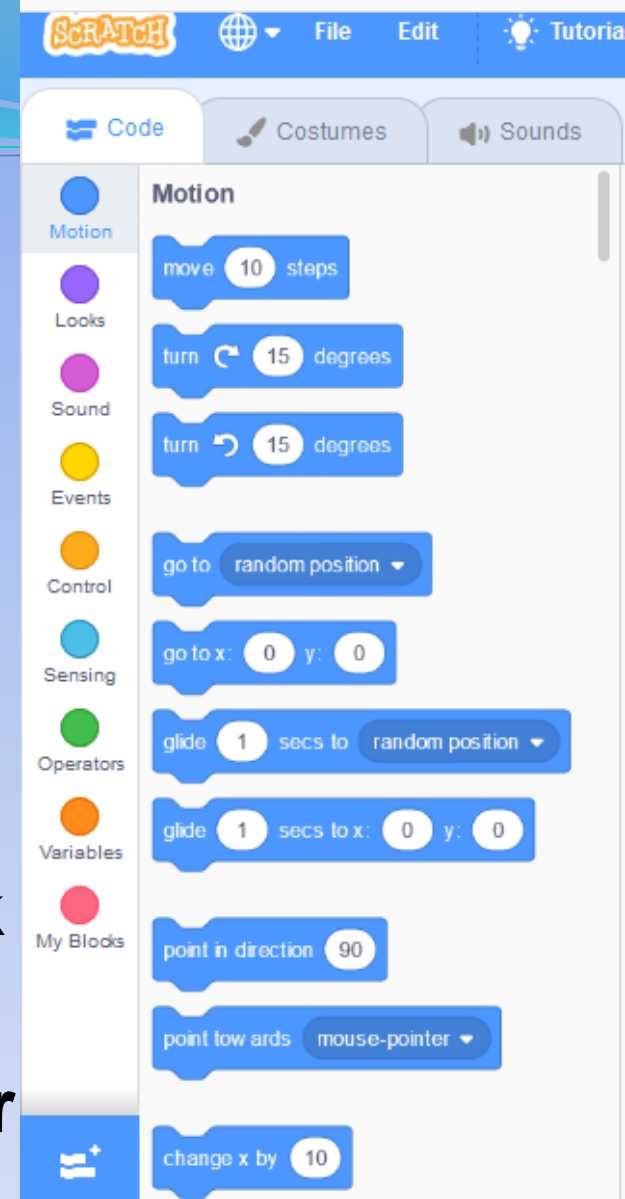 SCRATCH File Edit Tutoria
Code Costumes Sounds
Motion
Looks
Sound
Events
Control
Sensing
Operators
Variables
My Blocks
Motion
move 10 steps
turn 15 degrees
turn 15 degrees
go to random position
go to x: 0 y: 0
glide 1 secs to random position
glide 1 secs to x: 0 y: 0
point in direction 90
point tow ards mouse-pointer
change x by 10
r